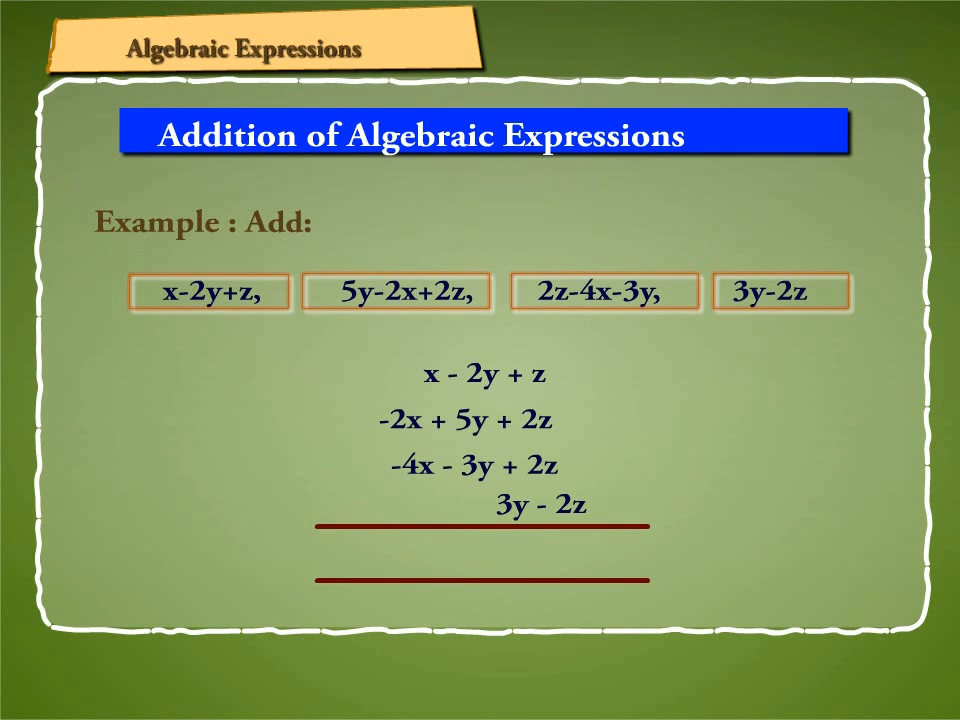 Algebraic Expressions
Addition of Algebraic Expressions
Example : Add:
x-2y+z, 5y-2x+2z, 2z-4x-3y, 3y-2z
x - 2y + z
-2x + 5y + 2z
-4x - 3y + 2z
3y - 2z